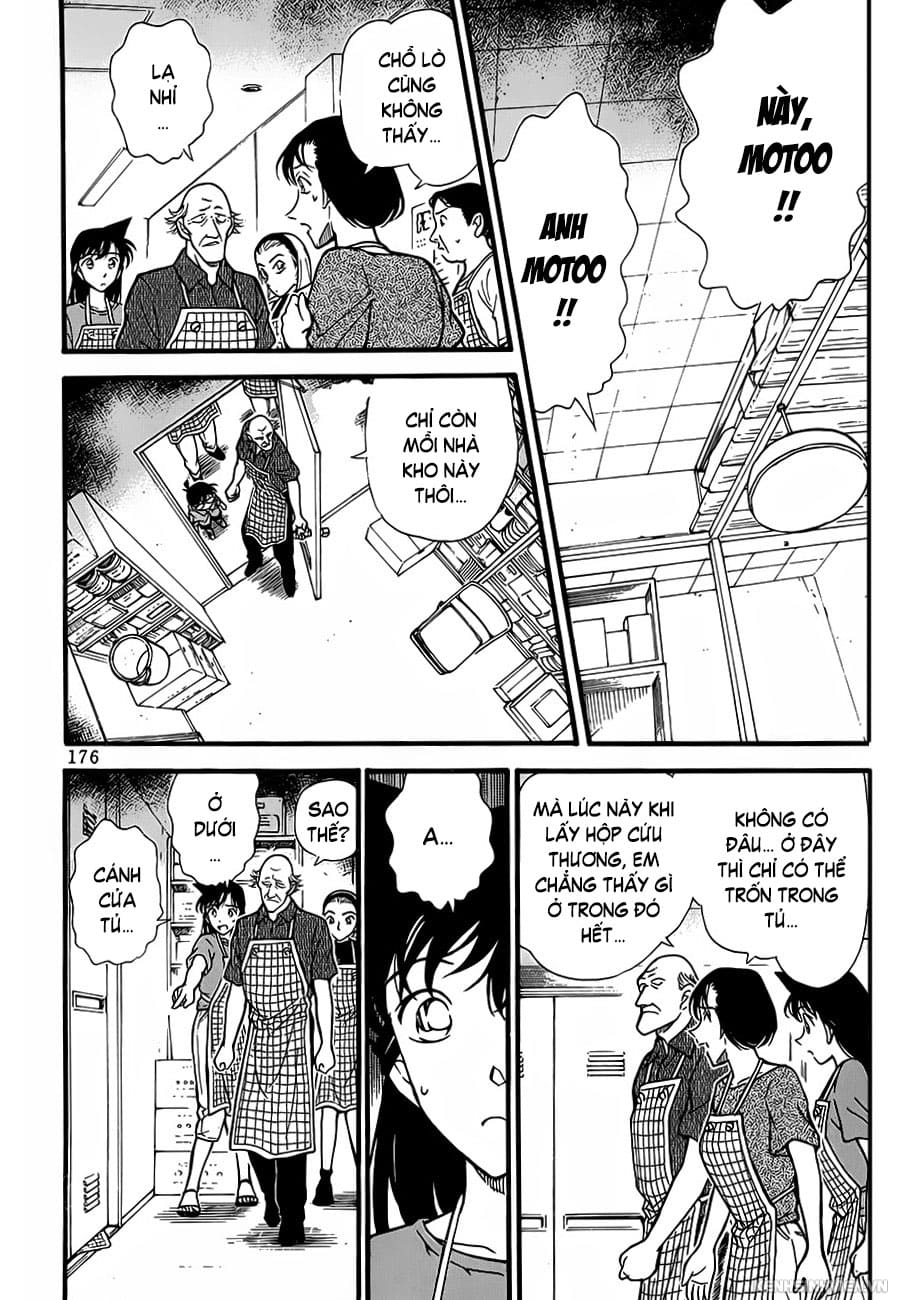 NÀY,
MOTOO
!!
ANH
MOTOO
!!
CHỖ LÒ
CŨNG
KHÔNG
THẤY...
LẠ
NHỈ
...
CHỈ CÒN
MỖI NHÀ
KHO NÀY
THÔI...
176
KHÔNG CÓ
ĐÂU... Ở ĐÂY
THÌ CHỈ CÓ THỂ
TRỐN TRONG
TỦ...
MÀ LÚC NÀY KHI
LẤY HỘP CỨU
THƯƠNG, EM
CHẲNG THẤY GÌ
Ở TRONG ĐÓ
HẾT...
A...
SAO
THẾ?
Ở
DƯỚI
...
CÁNH
CỬA
TỦ...